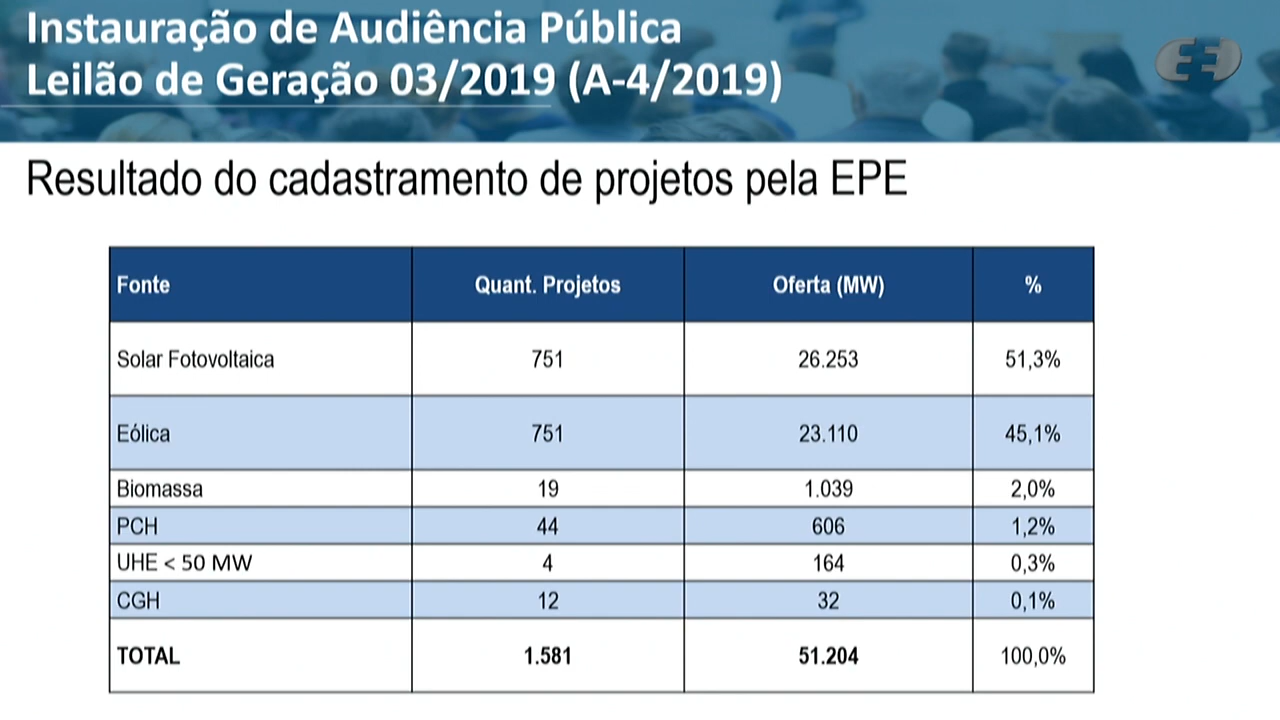 Instauração de Audiência Pública
Leilão de Geração 03/2019 (A-4/2019)
Resultado do cadastramento de projetos pela EPE
Fonte Quant. Projetos Oferta (MW) %
Solar Fotovoltaica 751 26.253 51,3%
Eólica 751 23.110 45,1%
Biomassa 19 1.039 2,0%
PCH 44 606 1,2%
UHE < 50 MW 4 164 0,3%
CGH 12 32 0,1%
TOTAL 1.581 51.204 100,0%